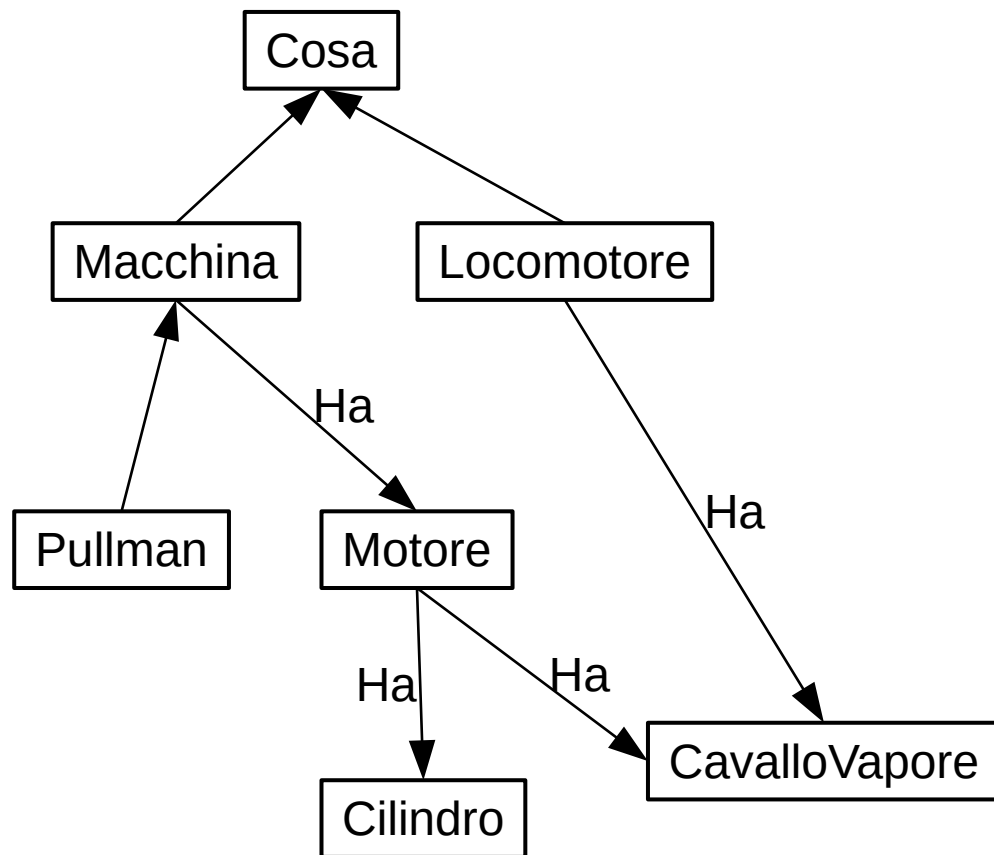 Cosa
Macchina
Locomotore
Ha
Ha
Pullman
Motore
Ha
Ha
CavalloVapore
Cilindro